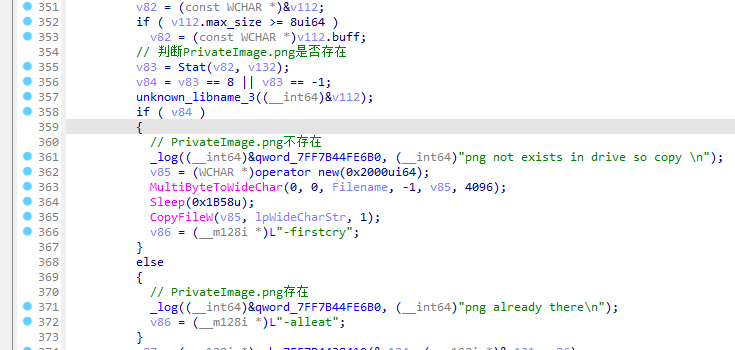 351 v82 = (const WCHAR *)&v112;
352 if ( v112.max_size >= 8ui64 )
353 v82 = (const WCHAR *)v112.buff;
354 // 判断PrivateImage.png是否存在
355 v83 = Stat(v82, v132);
356 v84 = v83 == 8 || v83 == -1;
357 unknown_libname_3((__int64)&v112);
358 if ( v84 )
359 {
360 // PrivateImage.png不存在
361 _log((__int64)&qword_7FF7B44FE6B0, (__int64)"png not exists in drive so copy \n");
362 v85 = (WCHAR *)operator new(0x2000ui64);
363 MultiByteToWideChar(0, 0, Filename, -1, v85, 4096);
364 Sleep(0x1B58u);
365 CopyFileW(v85, lpWideCharStr, 1);
366 v86 = (__m128i *)L"-firstcry";
367 }
368 else
369 {
370 // PrivateImage.png存在
371 _log((__int64)&qword_7FF7B44FE6B0, (__int64)"png already there\n");
372 v86 = (__m128i *)L"-alleat";
373 }